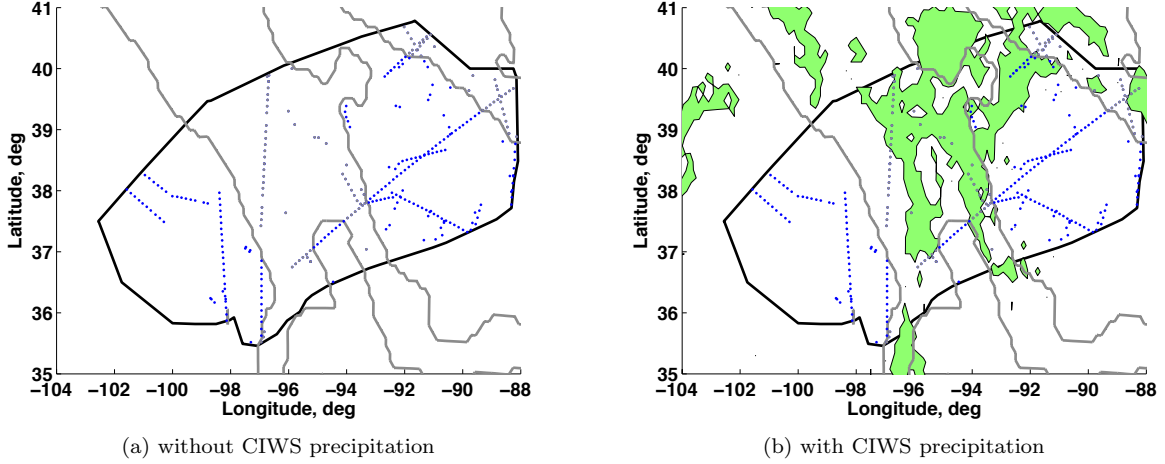 41
40
39
38
37
36
35
Latitude, deg
−104 −102 −100 −98 −96 −94 −92 −90 −88
Longitude, deg
(a) without CIWS precipitation
41
40
39
38
37
36
35
Latitude, deg
−104 −102 −100 −98 −96 −94 −92 −90 −88
Longitude, deg
(b) with CIWS precipitation